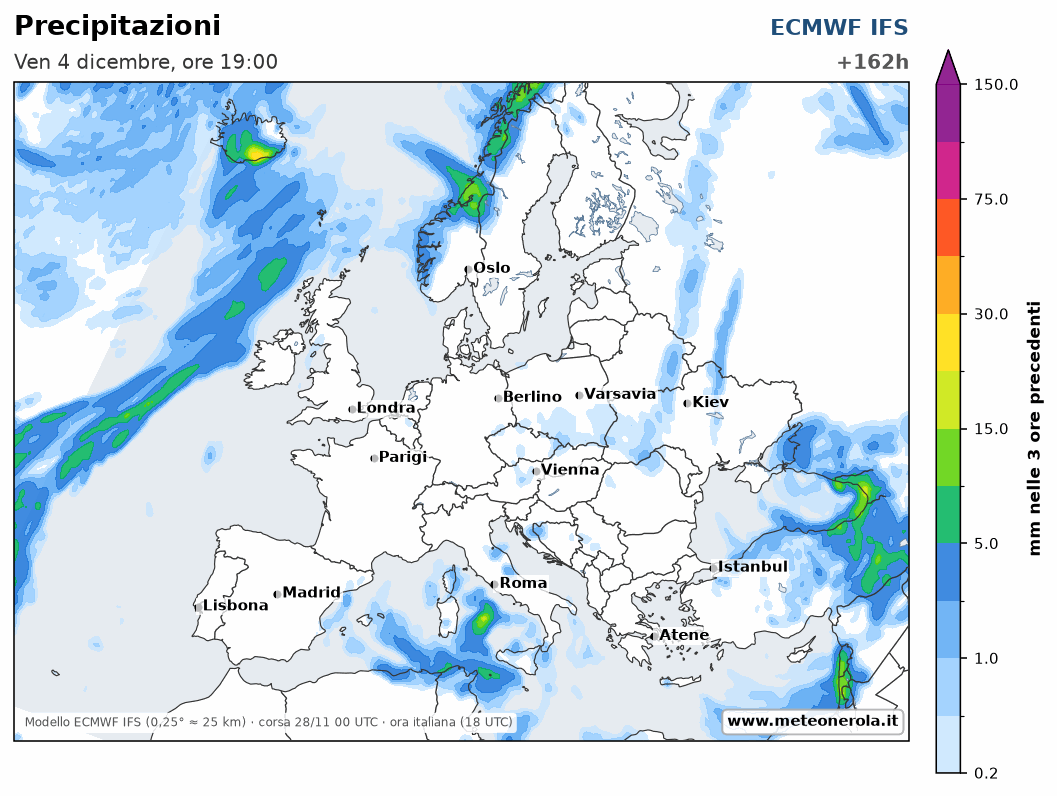 Precipitazioni
ECMWF IFS
Ven 4 dicembre, ore 19:00
+162h
150.0
75.0
30.0
15.0
5.0
1.0
0.2
mm nelle 3 ore precedenti
Oslo
Berlino
Varsavia
Kiev
Londra
Parigi
Vienna
Istanbul
Roma
Madrid
Lisbona
Atene
Modello ECMWF IFS (0,25° ≈ 25 km) · corsa 28/11 00 UTC · ora italiana (18 UTC)
www.meteonerola.it